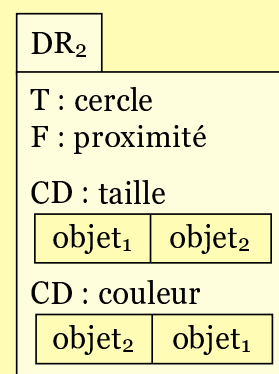 DR₂
T : cercle
F : proximité
CD : taille
objet₁ objet₂
CD : couleur
objet₂ objet₁